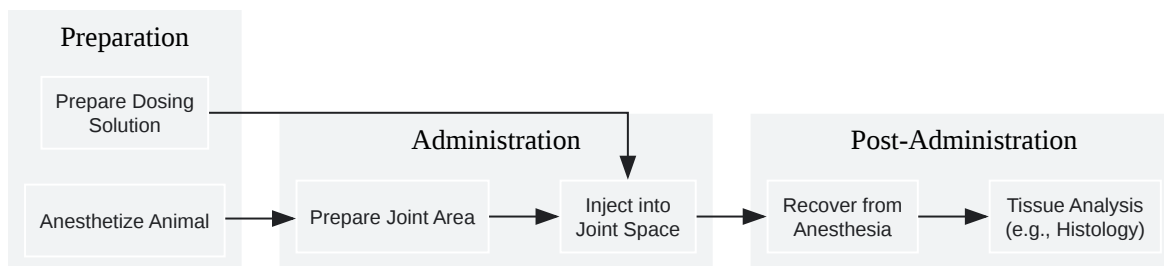 Preparation
Prepare Dosing
Solution
Anesthetize Animal
Administration
Prepare Joint Area
Inject into
Joint Space
Post-Administration
Recover from
Anesthesia
Tissue Analysis
(e.g., Histology)